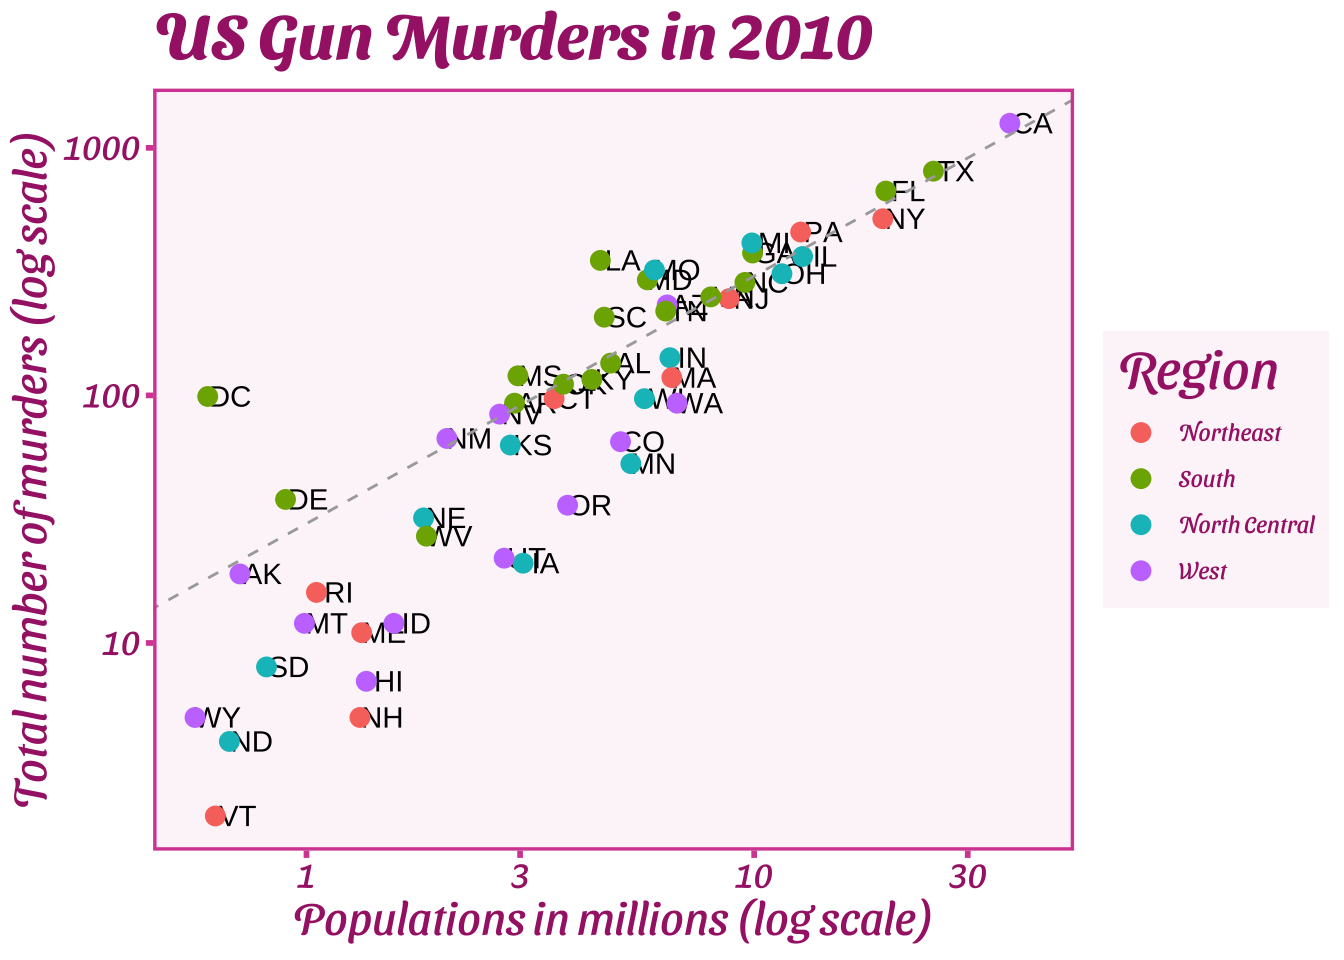 US Gun Murders in 2010
Total number of murders (log scale)
1000
100
10
CA
TX
FL
NY
PA
MI
GA
IL
OH
LA
MO
MD
NC
NJ
TN
SC
IN
AL
MA
MS
KY
CT
DC
WA
AR
NV
NM
KS
CO
MN
DE
OR
NE
WV
UT
IA
AK
RI
MT
ME
ID
SD
HI
WY
NH
ND
VT
1
3
10
30
Populations in millions (log scale)
Region
Northeast
South
North Central
West